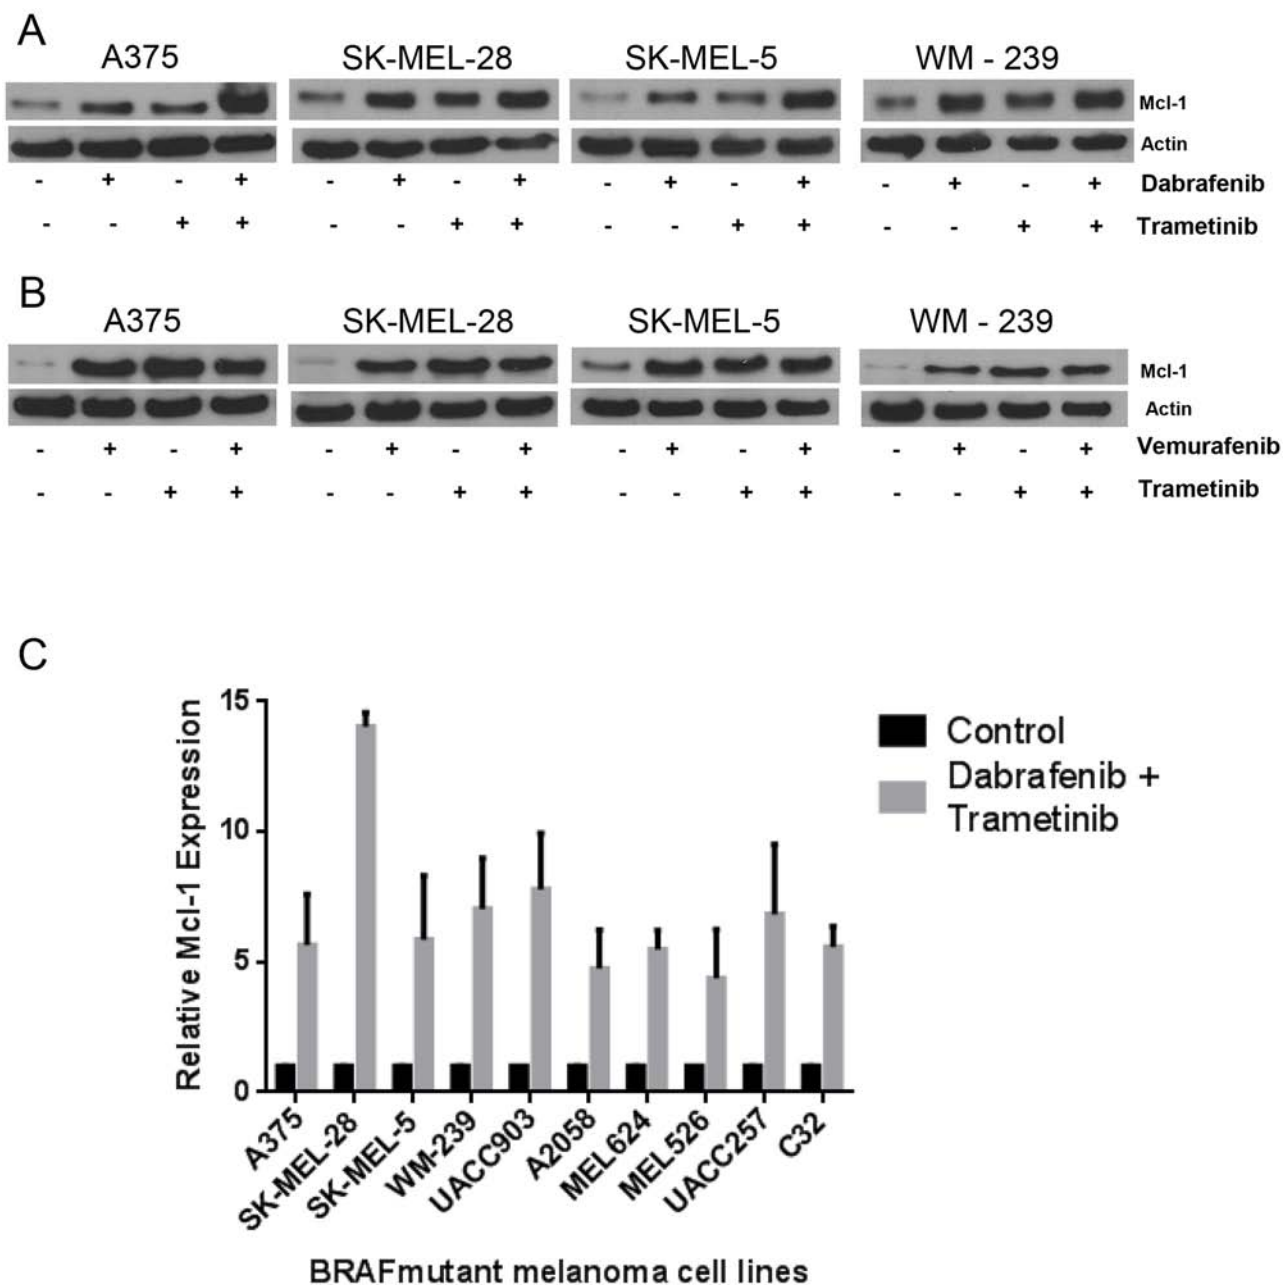 A
A375 SK-MEL-28 SK-MEL-5 WM - 239
Mcl-1
Actin
- + - + - + - + - + - + - + - + Dabrafenib
- - + + - - + + - - + + - - + + Trametinib
B
A375 SK-MEL-28 SK-MEL-5 WM - 239
Mcl-1
Actin
- + - + - + - + - + - + - + - + Vemurafenib
- - + + - - + + - - + + - - + + Trametinib
C
Relative Mcl-1 Expression
15
10
5
0
Control
Dabrafenib +
Trametinib
A375
SK-MEL-28
SK-MEL-5
WM-239
UACC903
A2058
MEL624
MEL526
UACC257
C32
BRAFmutant melanoma cell lines